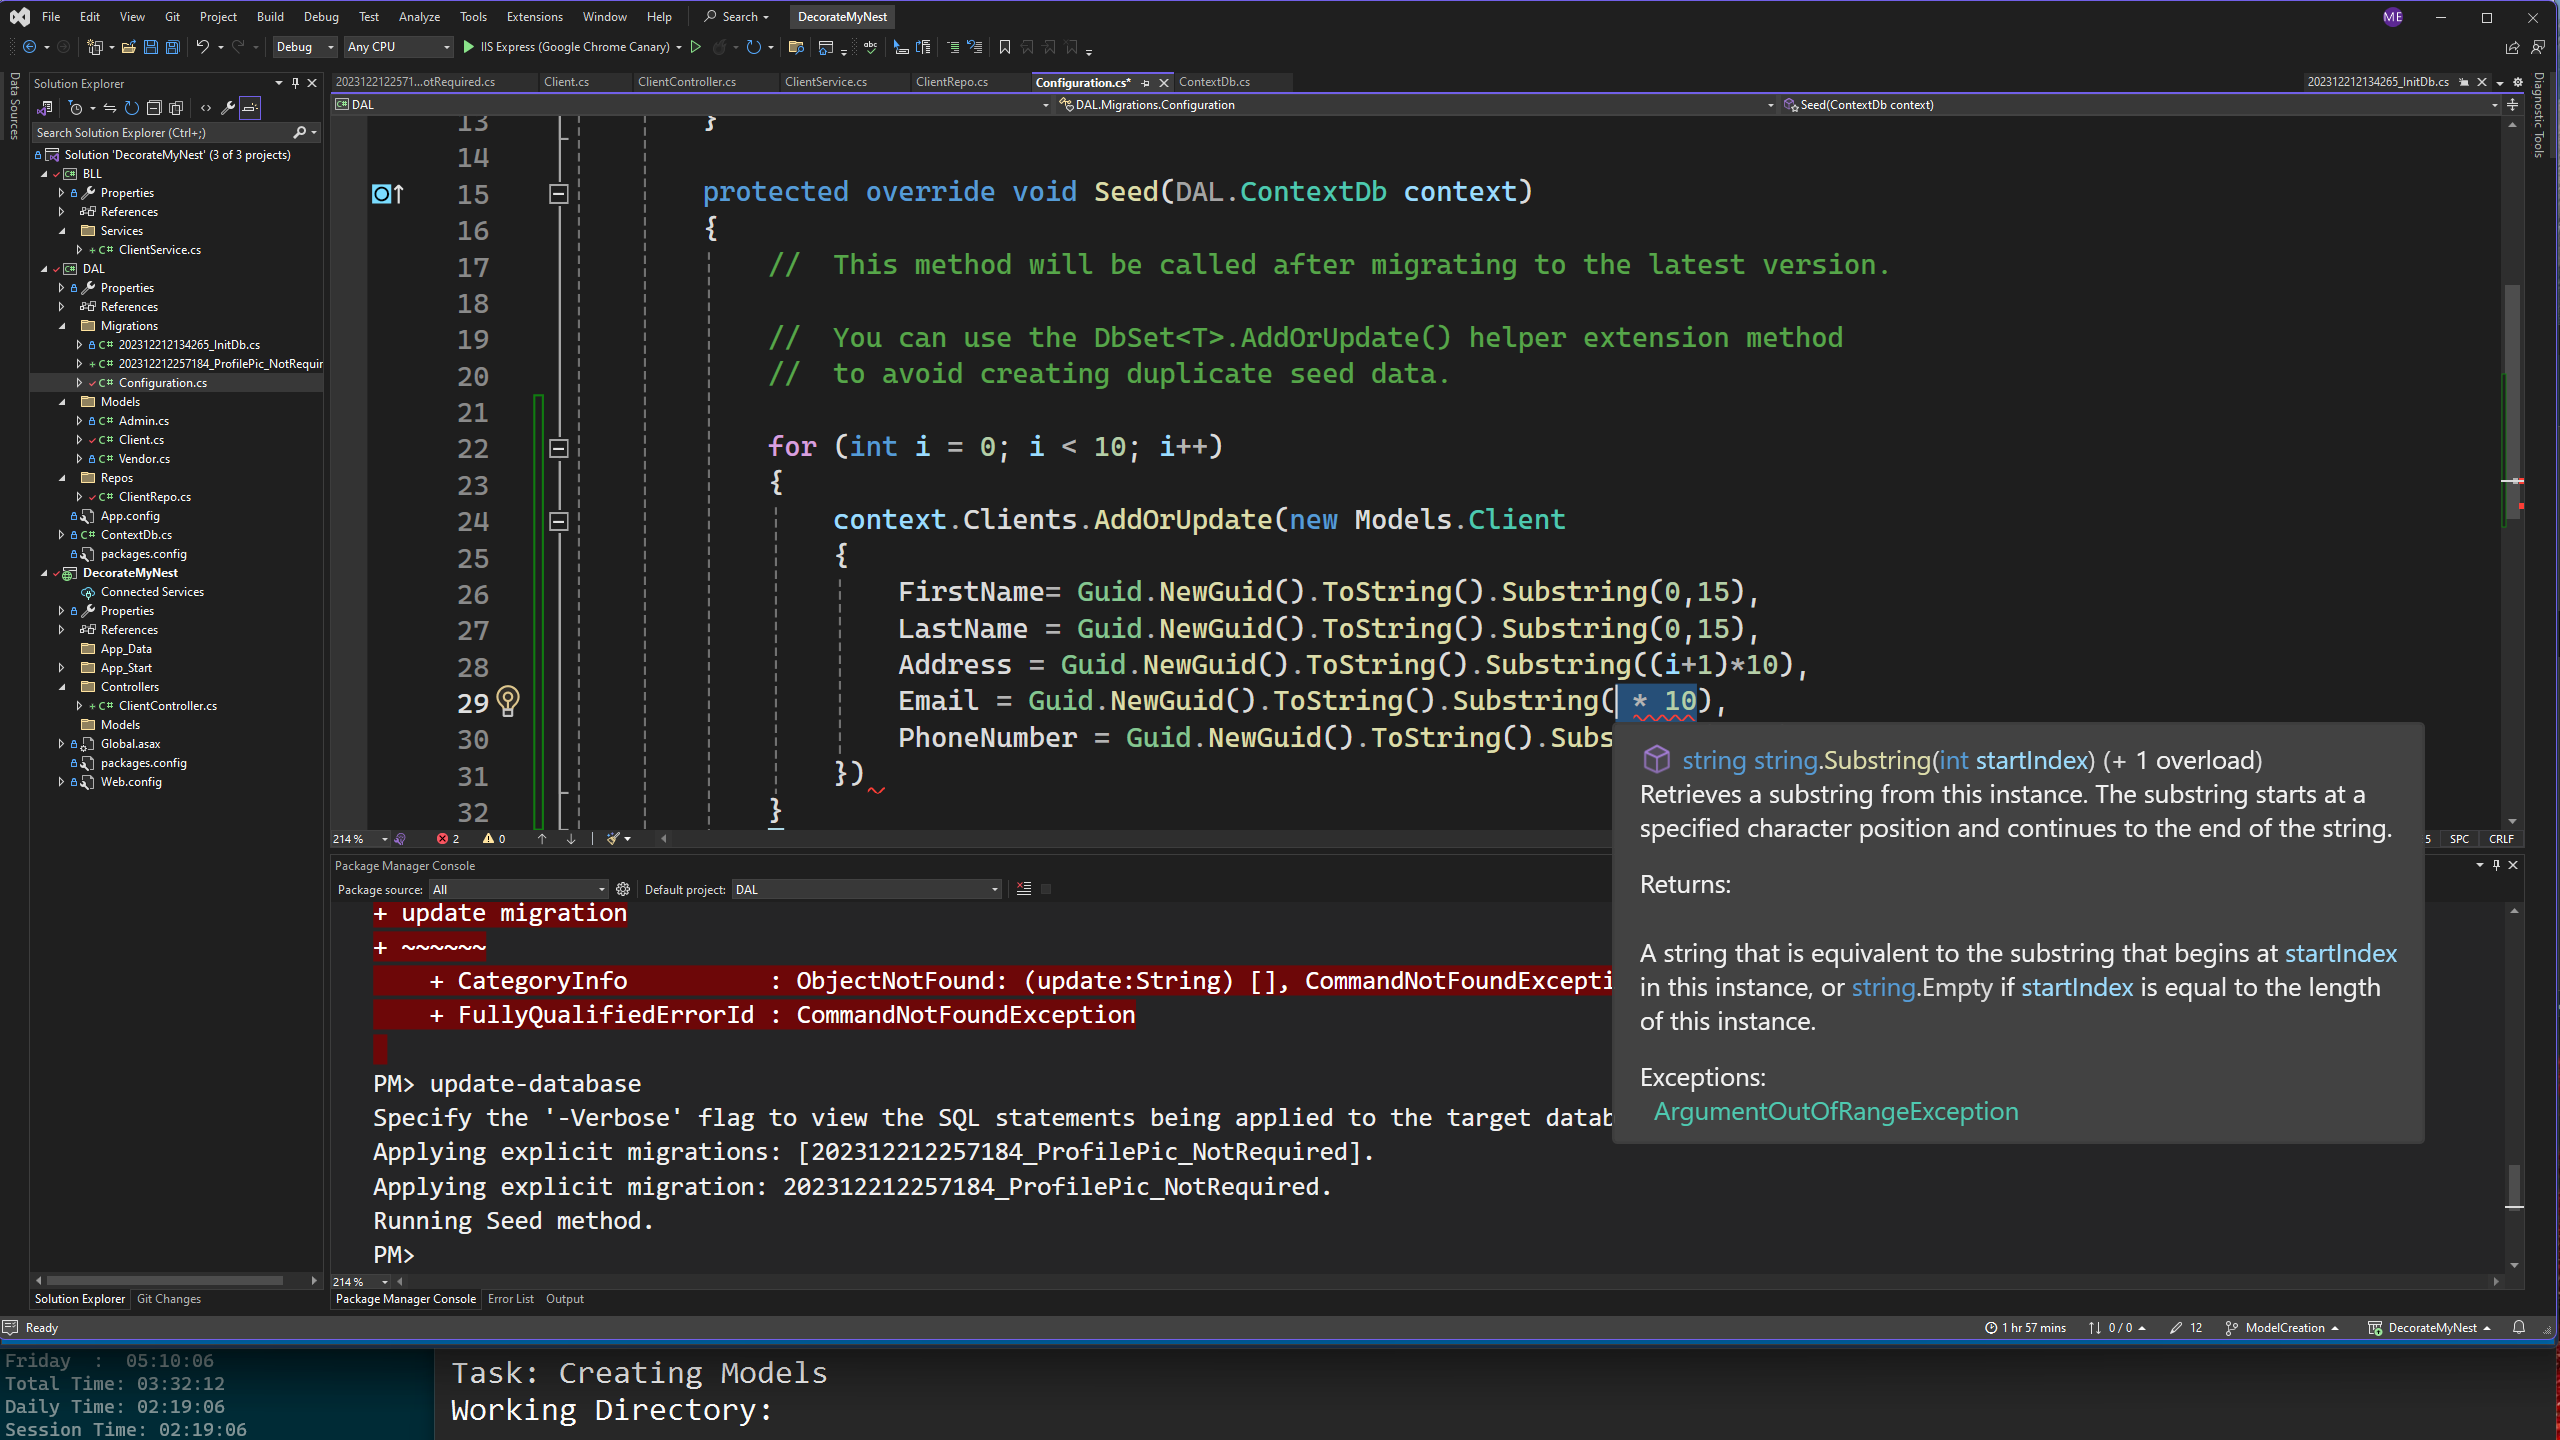 File Edit View Git Project Build Debug Test Analyze Tools Extensions Window Help Search DecorateMyNest ME
Debug Any CPU IIS Express (Google Chrome Canary)
Data Sources
Solution Explorer
Search Solution Explorer (Ctrl+;)
Solution 'DecorateMyNest' (3 of 3 projects)
BLL
Properties
References
Services
ClientService.cs
DAL
Properties
References
Migrations
202312212134265_InitDb.cs
202312212257184_ProfilePic_NotRequir
Configuration.cs
Models
Admin.cs
Client.cs
Vendor.cs
Repos
ClientRepo.cs
App.config
ContextDb.cs
packages.config
DecorateMyNest
Connected Services
Properties
References
App_Data
App_Start
Controllers
ClientController.cs
Models
Global.asax
packages.config
Web.config
Solution Explorer Git Changes
2023122122571...otRequired.cs Client.cs ClientController.cs ClientService.cs ClientRepo.cs Configuration.cs* ContextDb.cs 202312212134265_InitDb.cs
DAL DAL.Migrations.Configuration Seed(ContextDb context)
Diagnostic Tools
13 }
14
15 protected override void Seed(DAL.ContextDb context)
16 {
17 // This method will be called after migrating to the latest version.
18
19 // You can use the DbSet<T>.AddOrUpdate() helper extension method
20 // to avoid creating duplicate seed data.
21
22 for (int i = 0; i < 10; i++)
23 {
24 context.Clients.AddOrUpdate(new Models.Client
25 {
26 FirstName= Guid.NewGuid().ToString().Substring(0,15),
27 LastName = Guid.NewGuid().ToString().Substring(0,15),
28 Address = Guid.NewGuid().ToString().Substring((i+1)*10),
29 Email = Guid.NewGuid().ToString().Substring( * 10),
30 PhoneNumber = Guid.NewGuid().ToString().Subs
31 })
32 }
string string.Substring(int startIndex) (+ 1 overload)
Retrieves a substring from this instance. The substring starts at a
specified character position and continues to the end of the string.
Returns:
A string that is equivalent to the substring that begins at startIndex
in this instance, or string.Empty if startIndex is equal to the length
of this instance.
Exceptions:
ArgumentOutOfRangeException
214 % 2 0 5 SPC CRLF
Package Manager Console
Package source: All Default project: DAL
+ update migration
+ ~~~~~~
+ CategoryInfo : ObjectNotFound: (update:String) [], CommandNotFoundExcepti
+ FullyQualifiedErrorId : CommandNotFoundException
PM> update-database
Specify the '-Verbose' flag to view the SQL statements being applied to the target datab
Applying explicit migrations: [202312212257184_ProfilePic_NotRequired].
Applying explicit migration: 202312212257184_ProfilePic_NotRequired.
Running Seed method.
PM>
214 %
Package Manager Console Error List Output
Ready 1 hr 57 mins 0 / 0 12 ModelCreation DecorateMyNest
Friday : 05:10:06
Total Time: 03:32:12
Daily Time: 02:19:06
Session Time: 02:19:06
Task: Creating Models
Working Directory: